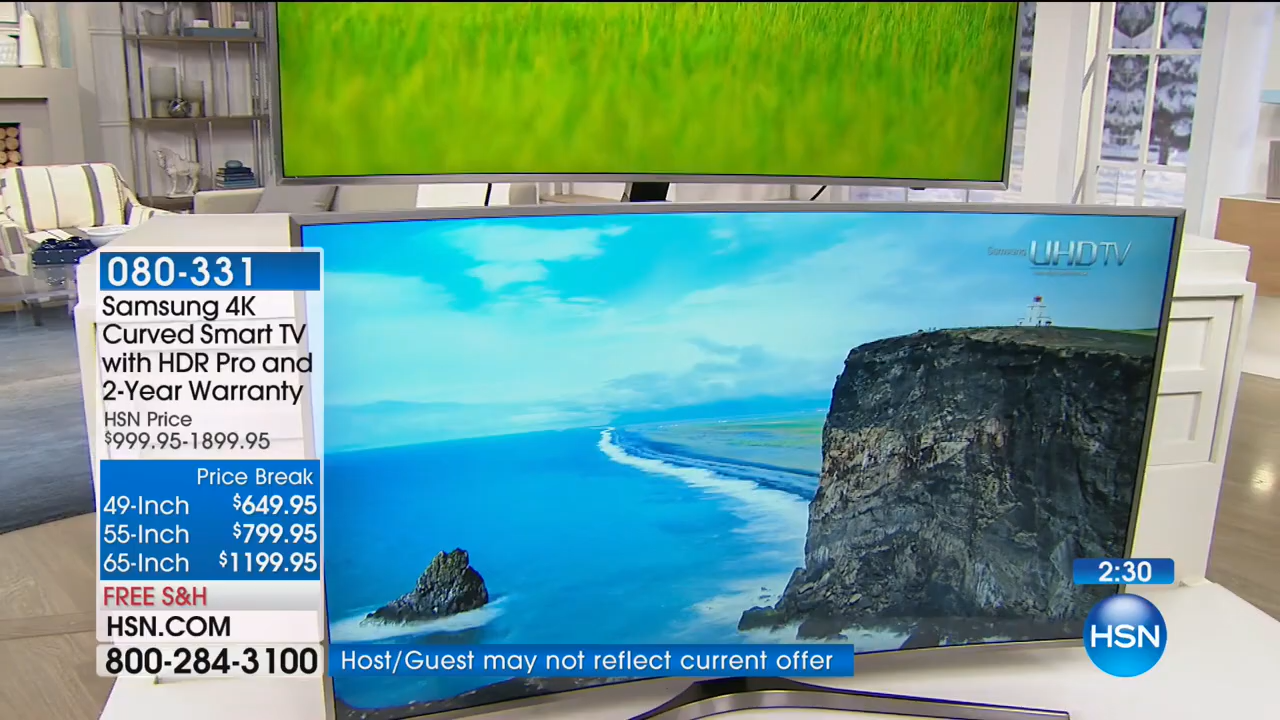 080-331
Samsung 4K
Curved Smart TV
with HDR Pro and
2-Year Warranty
HSN Price
$999.95-1899.95
Price Break
49-Inch $649.95
55-Inch $799.95
65-Inch $1199.95
FREE S&H
HSN.COM
800-284-3100
Host/Guest may not reflect current offer
Samsung UHDTV
2:30
HSN